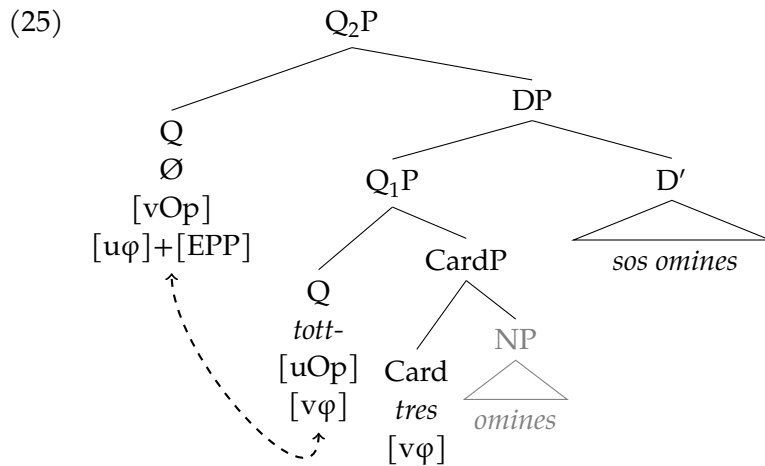 (25)
Q₂P
DP
Q
Ø
[vOp]
[uφ]+[EPP]
Q₁P
D′
sos omines
Q
tott-
[uOp]
[vφ]
CardP
Card
tres
[vφ]
NP
omines